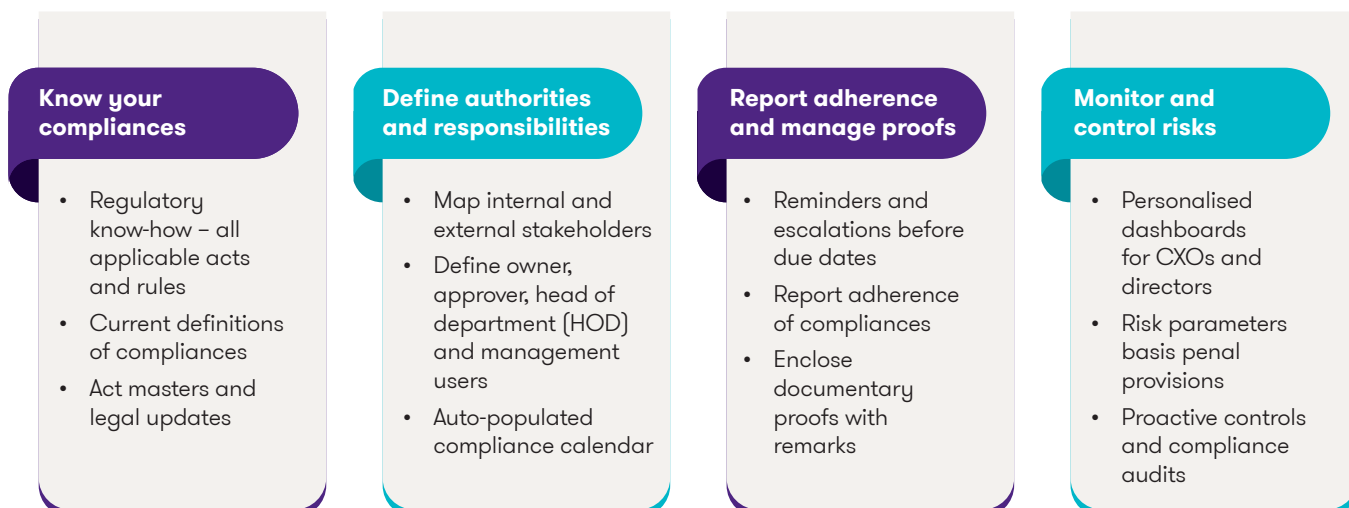 Know your
compliances
• Regulatory
know-how – all
applicable acts
and rules
• Current definitions
of compliances
• Act masters and
legal updates
Define authorities
and responsibilities
• Map internal and
external stakeholders
• Define owner,
approver, head of
department (HOD)
and management
users
• Auto-populated
compliance calendar
Report adherence
and manage proofs
• Reminders and
escalations before
due dates
• Report adherence
of compliances
• Enclose
documentary
proofs with
remarks
Monitor and
control risks
• Personalised
dashboards
for CXOs and
directors
• Risk parameters
basis penal
provisions
• Proactive controls
and compliance
audits